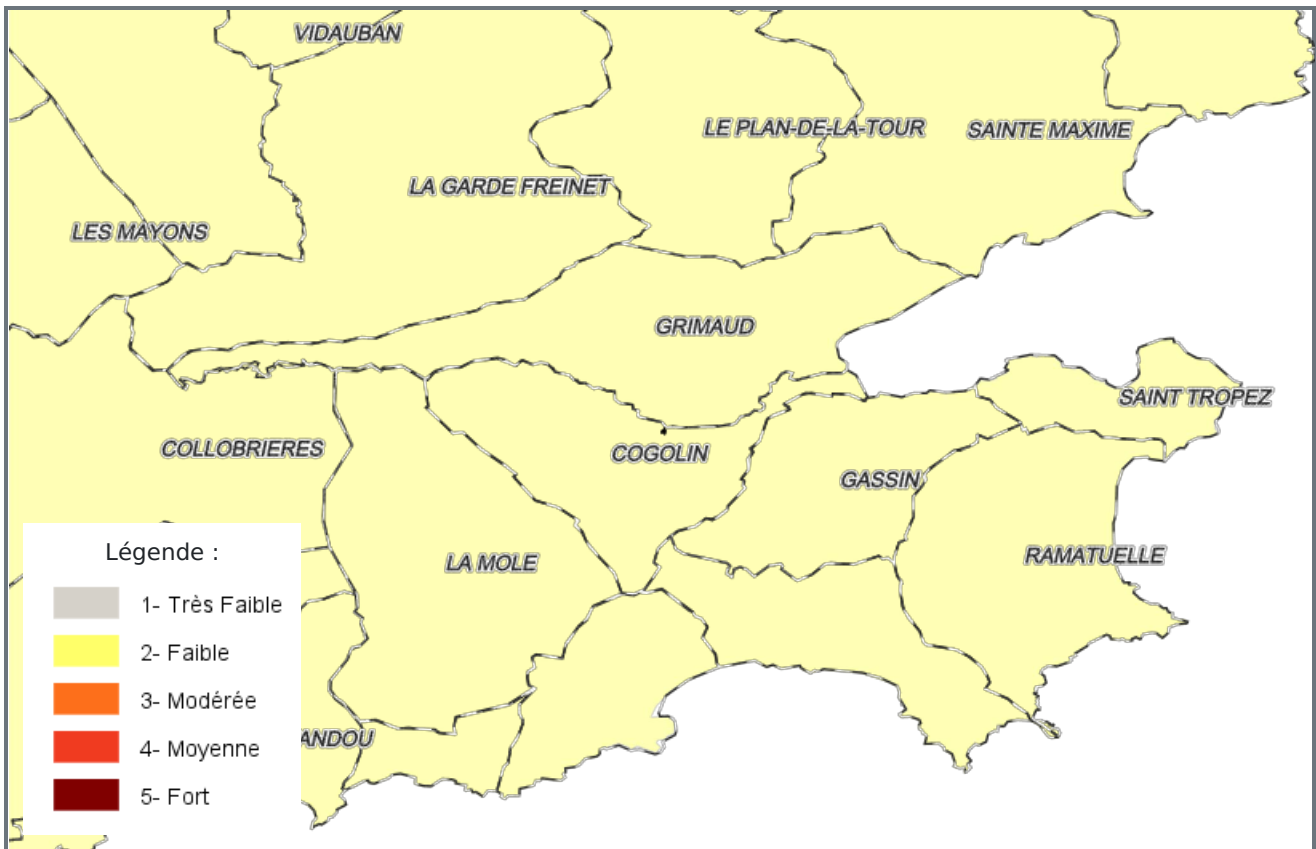 VIDAUBAN
LE PLAN-DE-LA-TOUR
SAINTE MAXIME
LA GARDE FREINET
LES MAYONS
GRIMAUD
SAINT TROPEZ
COLLOBRIERES
COGOLIN
GASSIN
RAMATUELLE
LA MOLE
ANDOU
Légende :
1- Très Faible
2- Faible
3- Modérée
4- Moyenne
5- Fort